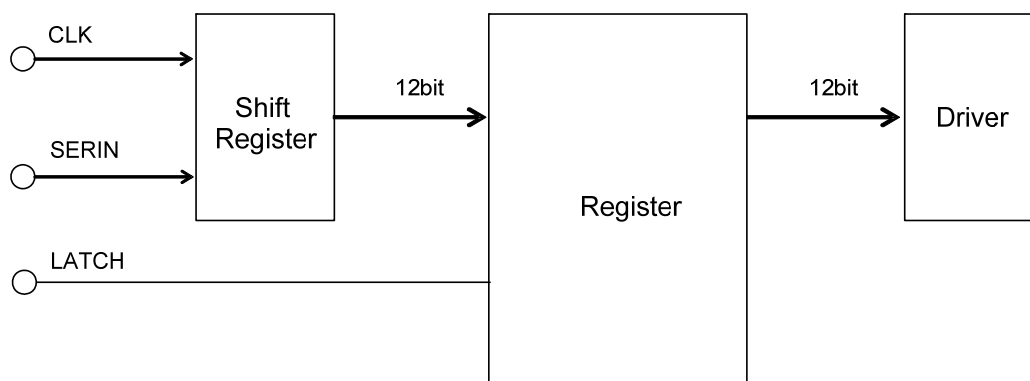 CLK
Shift
Register
12bit
12bit
Driver
SERIN
Register
LATCH